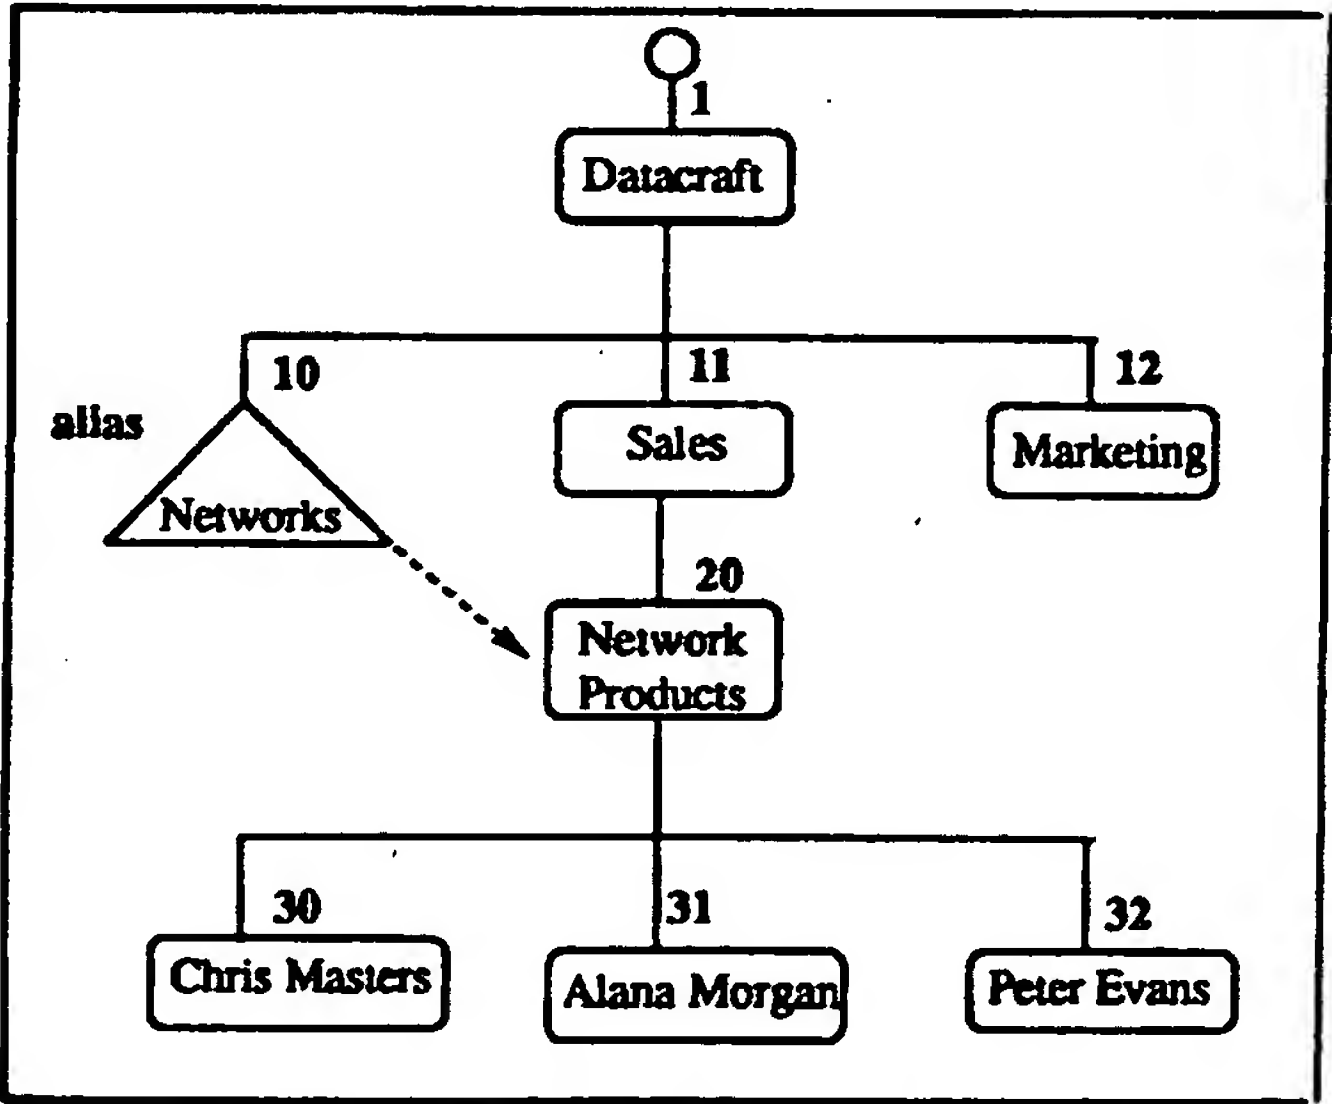 1
Datacraft
10
11
12
alias
Sales
Marketing
Networks
20
Network
Products
30
31
32
Chris Masters
Alana Morgan
Peter Evans